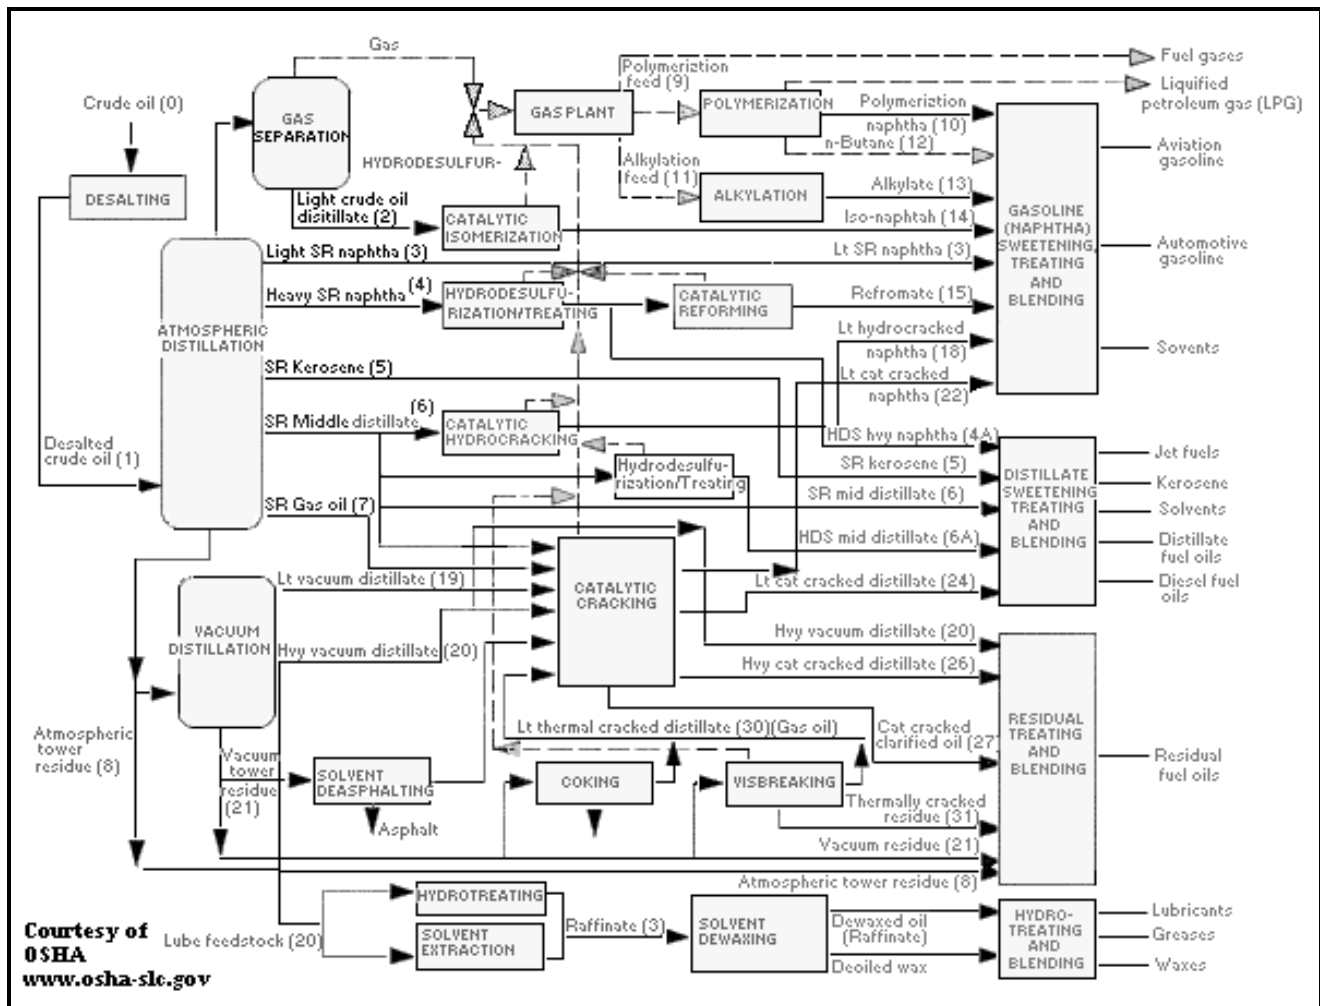 Gas
Fuel gases
Crude oil (0)
GAS
SEPARATION
Polymeriztion
feed (9)
GAS PLANT
POLYMERIZATION
Polymeriztion
naphtha (10)
n-Butane (12)
Liquified
petroleum gas (LPG)
Aviation
gasoline
HYDRODESULFUR-
Alkylation
feed (11)
ALKYLATION
Alkylate (13)
DESALTING
Light crude oil
disitillate (2)
CATALYTIC
ISOMERIZATION
Iso-naphtah (14)
GASOLINE
(NAPHTHA)
SWEETENING,
TREATING
AND
BLENDING
Automotive
gasoline
Light SR naphtha (3)
Lt SR naphtha (3)
Heavy SR naphtha (4)
HYDRODESULFU-
RIZATION/TREATING
CATALYTIC
REFORMING
Refromate (15)
ATMOSPHERIC
DISTILLATION
Lt hydrocracked
naphtha (18)
Sovents
SR Kerosene (5)
Lt cat cracked
naphtha (22)
SR Middle distillate (6)
CATALYTIC
HYDROCRACKING
HDS hvy naphtha (4A)
Desalted
crude oil (1)
Hydrodesulfu-
rization/Treating
SR kerosene (5)
SR mid distillate (6)
DISTILLATE
SWEETENING
TREATING
AND
BLENDING
Jet fuels
Kerosene
Solvents
Distillate
fuel oils
Diesel fuel
oils
SR Gas oil (7)
HDS mid distillate (6A)
Lt vacuum distillate (19)
CATALYTIC
CRACKING
Lt cat cracked distillate (24)
VACUUM
DISTILLATION
Hvy vacuum distillate (20)
Hvy vacuum distillate (20)
Hvy cat cracked distillate (26)
Atmospheric
tower
residue (8)
Vacuum
tower
residue
(21)
Lt thermal cracked distillate (30)(Gas oil)
Cat cracked
clarified oil (27)
RESIDUAL
TREATING
AND
BLENDING
Residual
fuel oils
SOLVENT
DEASPHALTING
COKING
VISBREAKING
Asphalt
Thermally cracked
residue (31)
Vacuum residue (21)
Atmospheric tower residue (8)
HYDROTREATING
Lube feedstock (20)
SOLVENT
EXTRACTION
Raffinate (3)
SOLVENT
DEWAXING
Dewaxed oil
(Raffinate)
Deoiled wax
HYDRO-
TREATING
AND
BLENDING
Lubricants
Greases
Waxes
Courtesy of
OSHA
www.osha-slc.gov